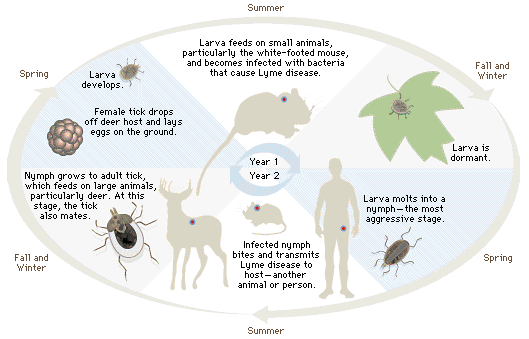 Summer
Larva feeds on small animals,
particularly the white-footed mouse,
and becomes infected with bacteria
that cause Lyme disease.
Fall and
Winter
Spring
Larva
develops.
Female tick drops
off deer host and lays
eggs on the ground.
Larva is
dormant.
Year 1
Year 2
Nymph grows to adult tick,
which feeds on large animals,
particularly deer. At this
stage, the tick
also mates.
Larva molts into a
nymph—the most
aggressive stage.
Infected nymph
bites and transmits
Lyme disease to
host—another
animal or person.
Fall and
Winter
Spring
Summer